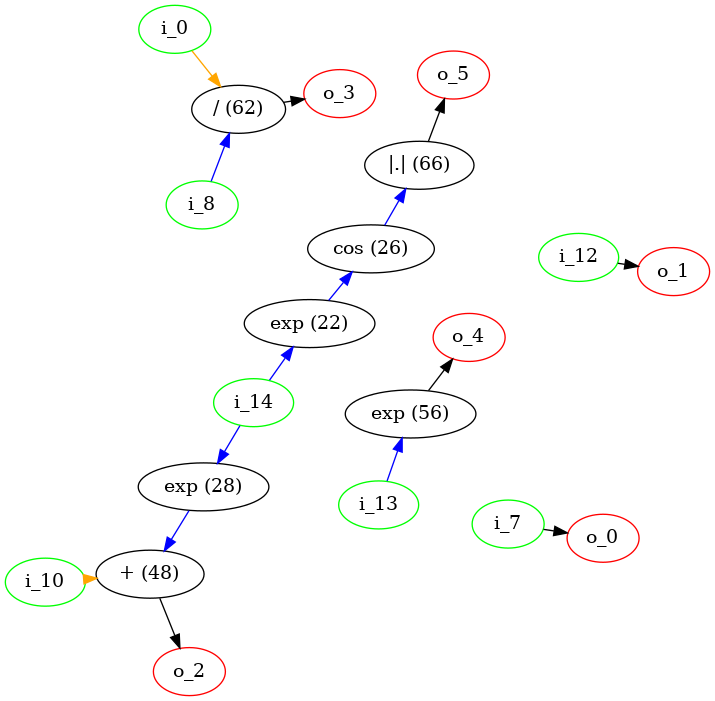 i_0
o_5
o_3
/ (62)
|.| (66)
i_8
cos (26)
i_12
o_1
exp (22)
o_4
i_14
exp (56)
exp (28)
i_13
i_7
o_0
+ (48)
i_10
o_2